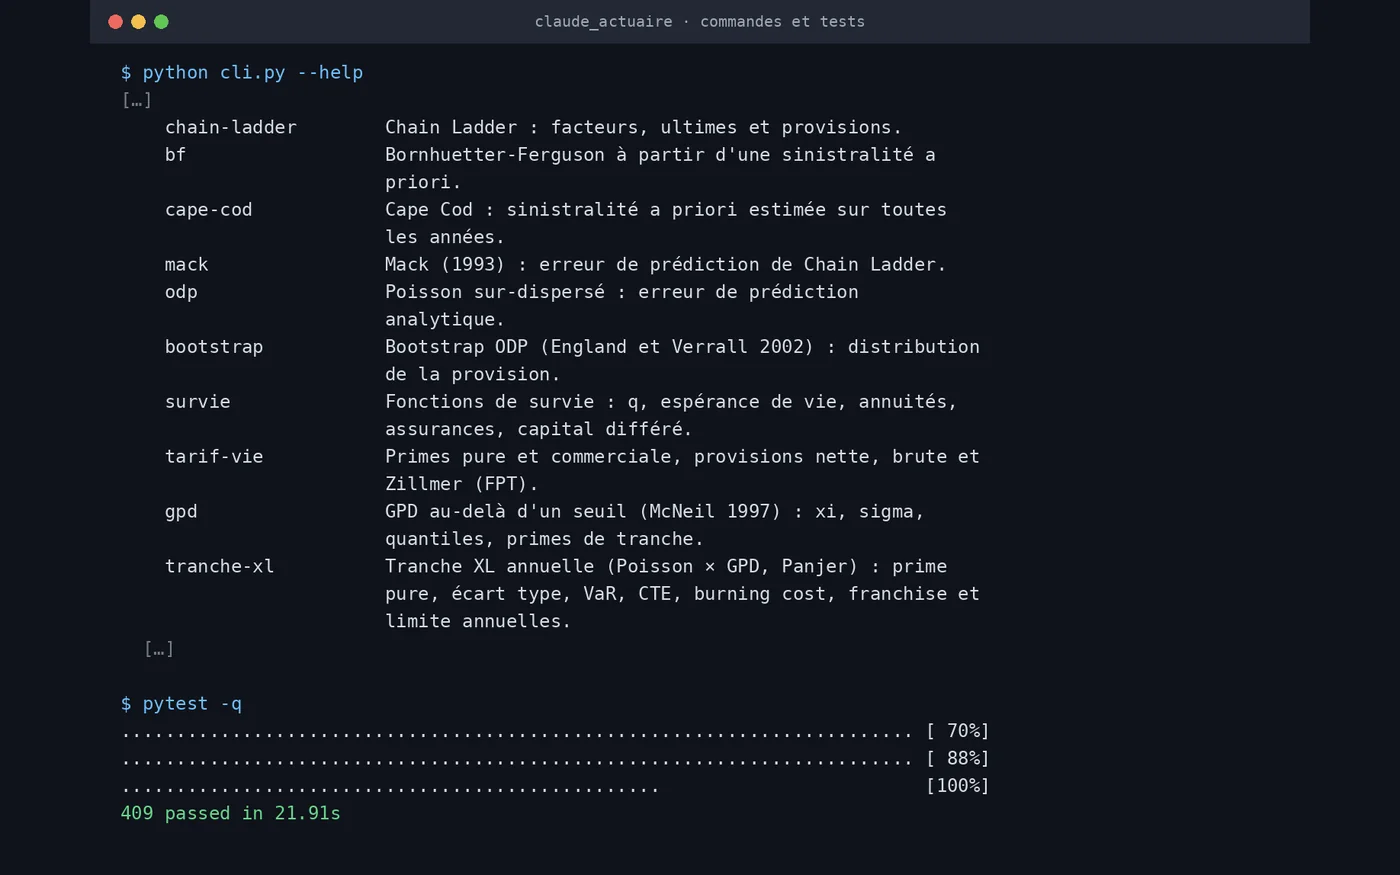 claude_actuaire · commandes et tests
$ python cli.py --help
[…]
chain-ladder Chain Ladder : facteurs, ultimes et provisions.
bf Bornhuetter-Ferguson à partir d'une sinistralité a
priori.
cape-cod Cape Cod : sinistralité a priori estimée sur toutes
les années.
mack Mack (1993) : erreur de prédiction de Chain Ladder.
odp Poisson sur-dispersé : erreur de prédiction
analytique.
bootstrap Bootstrap ODP (England et Verrall 2002) : distribution
de la provision.
survie Fonctions de survie : q, espérance de vie, annuités,
assurances, capital différé.
tarif-vie Primes pure et commerciale, provisions nette, brute et
Zillmer (FPT).
gpd GPD au-delà d'un seuil (McNeil 1997) : xi, sigma,
quantiles, primes de tranche.
tranche-xl Tranche XL annuelle (Poisson × GPD, Panjer) : prime
pure, écart type, VaR, CTE, burning cost, franchise et
limite annuelles.
[…]
$ pytest -q
........................................................................ [ 70%]
........................................................................ [ 88%]
................................................. [100%]
409 passed in 21.91s